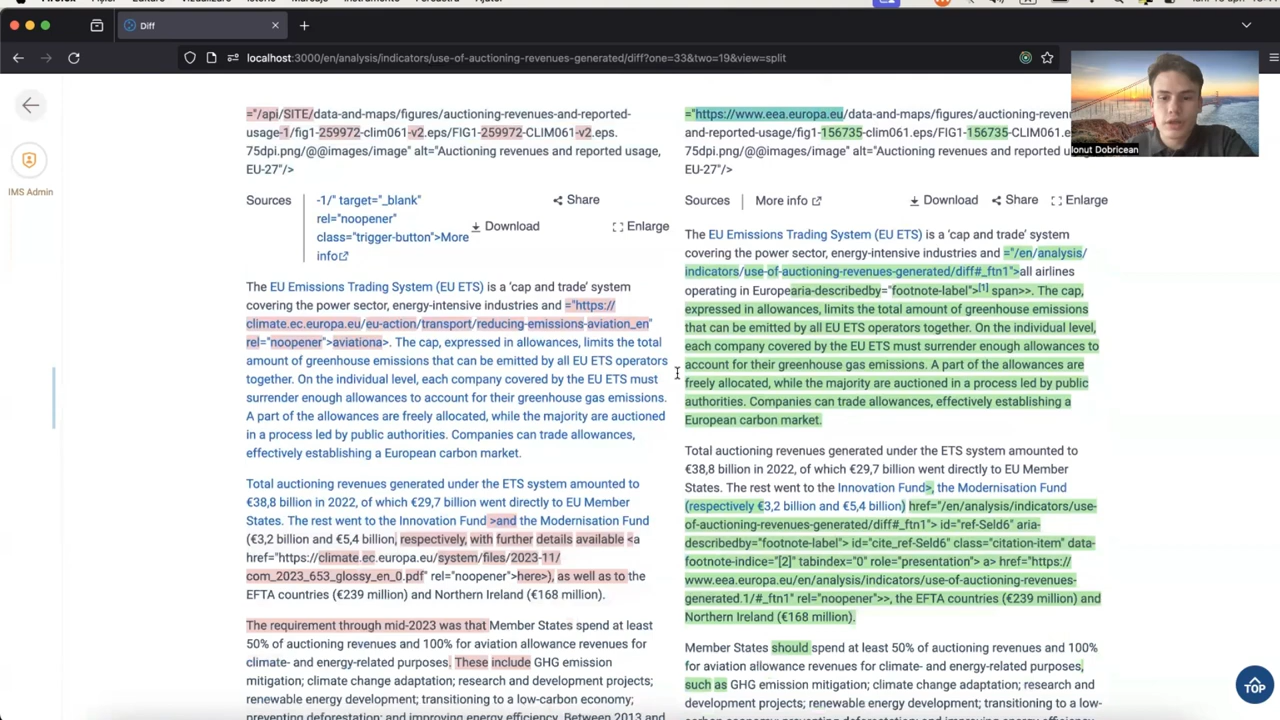 Diff
localhost:3000/en/analysis/indicators/use-of-auctioning-revenues-generated/diff?one=33&two=19&view=split
IMS Admin
="/api/SITE/data-and-maps/figures/auctioning-revenues-and-reported-
usage-1/fig1-259972-clim061-v2.eps/FIG1-259972-CLIM061-v2.eps.
75dpi.png/@@images/image" alt="Auctioning revenues and reported usage,
EU-27"/>
Sources
-1/" target="_blank"
rel="noopener"
class="trigger-button">More
info
Download
Share
Enlarge
The EU Emissions Trading System (EU ETS) is a 'cap and trade' system
covering the power sector, energy-intensive industries and ="https://
climate.ec.europa.eu/eu-action/transport/reducing-emissions-aviation_en"
rel="noopener">aviationa>. The cap, expressed in allowances, limits the total
amount of greenhouse emissions that can be emitted by all EU ETS operators
together. On the individual level, each company covered by the EU ETS must
surrender enough allowances to account for their greenhouse gas emissions.
A part of the allowances are freely allocated, while the majority are auctioned
in a process led by public authorities. Companies can trade allowances,
effectively establishing a European carbon market.
Total auctioning revenues generated under the ETS system amounted to
€38,8 billion in 2022, of which €29,7 billion went directly to EU Member
States. The rest went to the Innovation Fund >and the Modernisation Fund
(€3,2 billion and €5,4 billion, respectively, with further details available <a
href="https://climate.ec.europa.eu/system/files/2023-11/
com_2023_653_glossy_en_0.pdf" rel="noopener">here>), as well as to the
EFTA countries (€239 million) and Northern Ireland (€168 million).
The requirement through mid-2023 was that Member States spend at least
50% of auctioning revenues and 100% for aviation allowance revenues for
climate- and energy-related purposes. These include GHG emission
mitigation; climate change adaptation; research and development projects;
renewable energy development; transitioning to a low-carbon economy;
preventing deforestation; and improving energy efficiency. Between 2013 and
="https://www.eea.europa.eu/data-and-maps/figures/auctioning-revenues-
and-reported-usage/fig1-156735-clim061.eps/FIG1-156735-CLIM061.e
75dpi.png/@@images/image" alt="Auctioning revenues and reported usage,
EU-27"/>
Sources
More info
Download
Share
Enlarge
The EU Emissions Trading System (EU ETS) is a 'cap and trade' system
covering the power sector, energy-intensive industries and ="/en/analysis/
indicators/use-of-auctioning-revenues-generated/diff#_ftn1">all airlines
operating in Europearia-describedby="footnote-label">[1] span>>. The cap,
expressed in allowances, limits the total amount of greenhouse emissions
that can be emitted by all EU ETS operators together. On the individual level,
each company covered by the EU ETS must surrender enough allowances to
account for their greenhouse gas emissions. A part of the allowances are
freely allocated, while the majority are auctioned in a process led by public
authorities. Companies can trade allowances, effectively establishing a
European carbon market.
Total auctioning revenues generated under the ETS system amounted to
€38,8 billion in 2022, of which €29,7 billion went directly to EU Member
States. The rest went to the Innovation Fund>, the Modernisation Fund
(respectively €3,2 billion and €5,4 billion) href="/en/analysis/indicators/use-
of-auctioning-revenues-generated/diff#_ftn1"> id="ref-Seld6" aria-
describedby="footnote-label"> id="cite_ref-Seld6" class="citation-item" data-
footnote-indice="[2]" tabindex="0" role="presentation"> a> href="https://
www.eea.europa.eu/en/analysis/indicators/use-of-auctioning-revenues-
generated.1/#_ftn1" rel="noopener">>, the EFTA countries (€239 million) and
Northern Ireland (€168 million).
Member States should spend at least 50% of auctioning revenues and 100%
for aviation allowance revenues for climate- and energy-related purposes,
such as GHG emission mitigation; climate change adaptation; research and
development projects; renewable energy development; transitioning to a
Ionut Dobricean
TOP